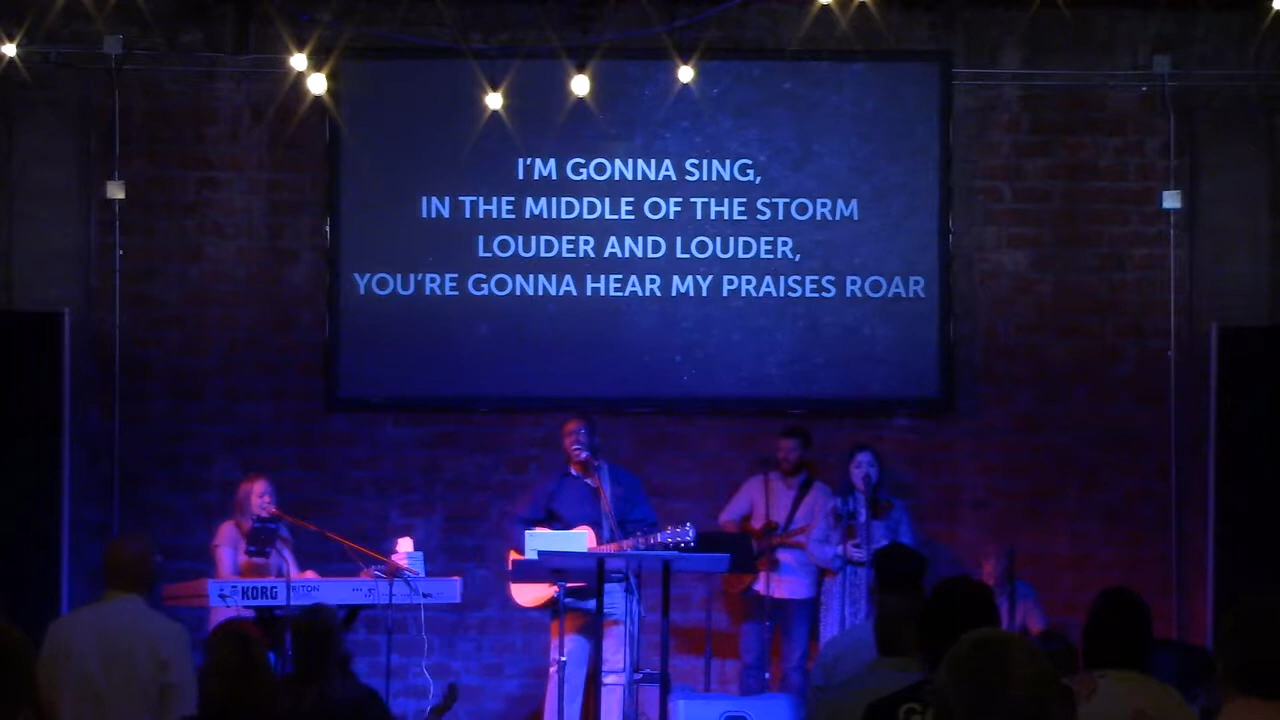 I'M GONNA SING,
IN THE MIDDLE OF THE STORM
LOUDER AND LOUDER,
YOU'RE GONNA HEAR MY PRAISES ROAR
KORG
TRITON